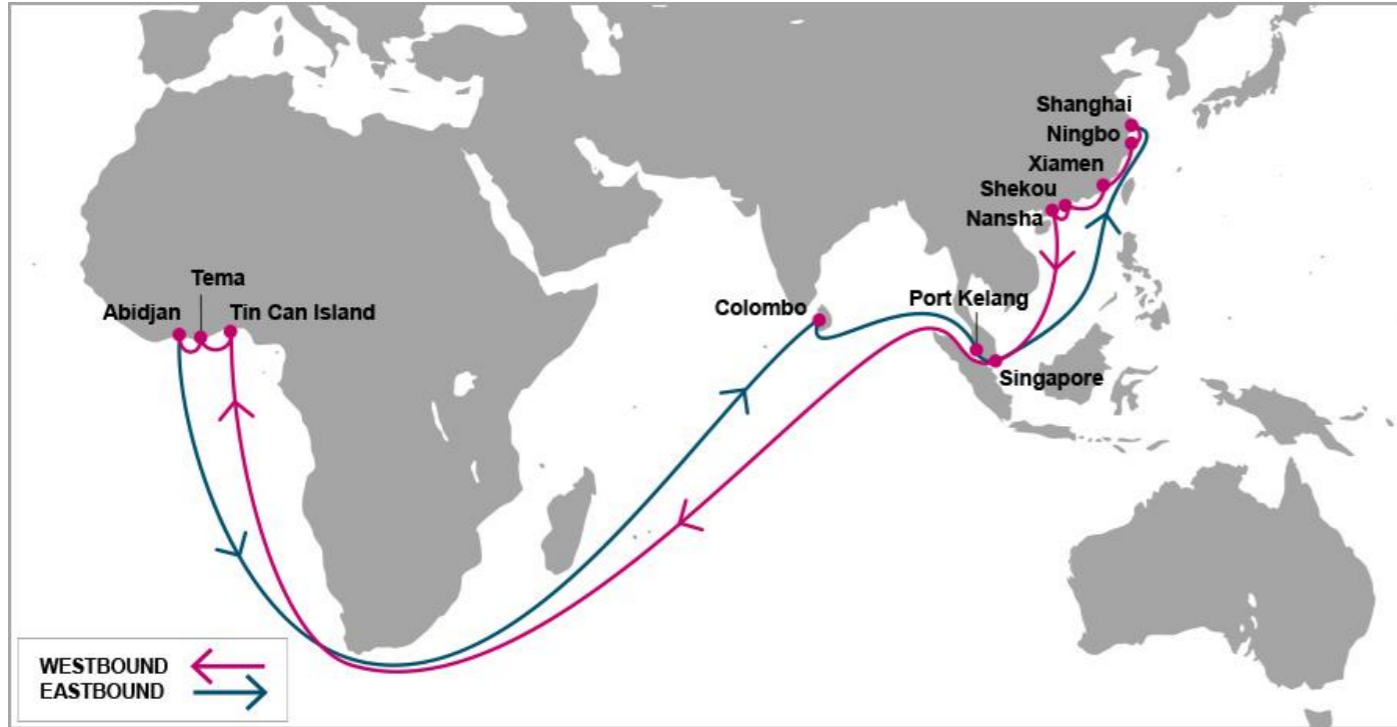 Shanghai
Ningbo
Xiamen
Shekou
Nansha
Tema
Abidjan
Tin Can Island
Colombo
Port Kelang
Singapore
WESTBOUND
EASTBOUND